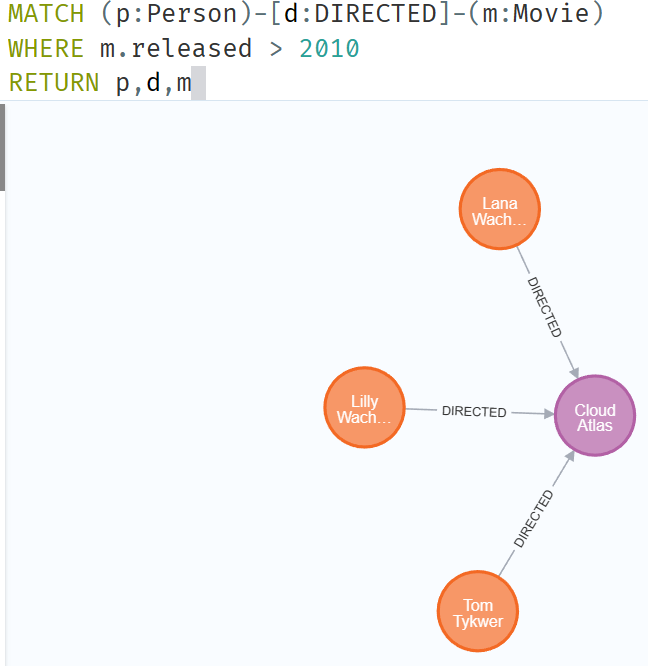 MATCH (p:Person)-[d:DIRECTED]-(m:Movie)
WHERE m.released > 2010
RETURN p,d,m
Lana
Wach...
DIRECTED
Lilly
Wach...
DIRECTED
Cloud
Atlas
DIRECTED
Tom
Tykwer